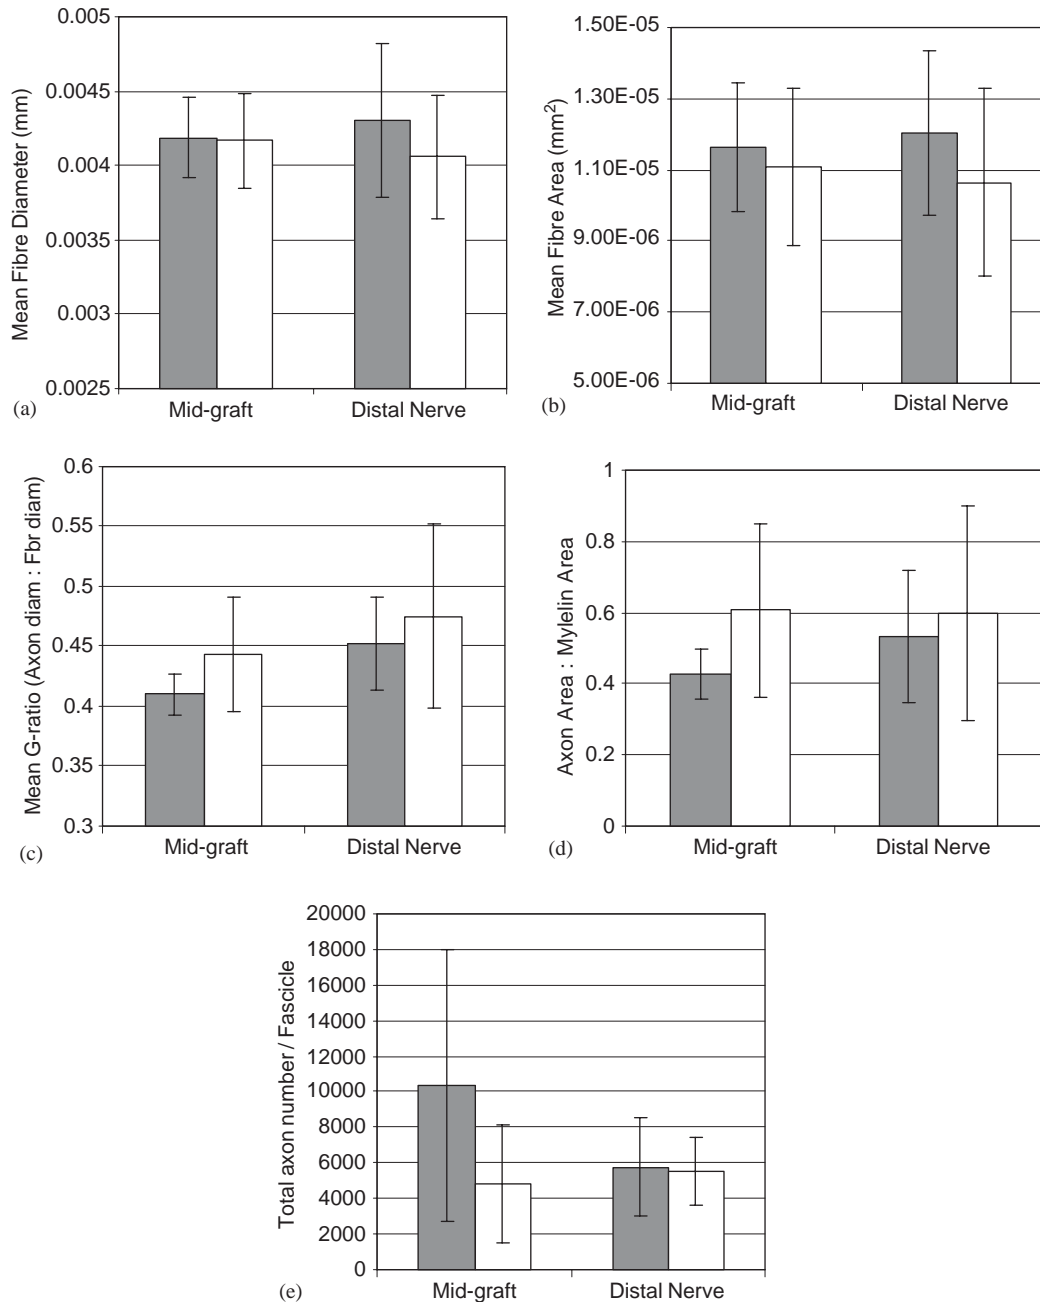 0.005
0.0045
0.004
0.0035
0.003
0.0025
Mean Fibre Diameter (mm)
Mid-graft Distal Nerve
(a)
1.50E-05
1.30E-05
1.10E-05
9.00E-06
7.00E-06
5.00E-06
Mean Fibre Area (mm²)
Mid-graft Distal Nerve
(b)
0.6
0.55
0.5
0.45
0.4
0.35
0.3
Mean G-ratio (Axon diam : Fbr diam)
Mid-graft Distal Nerve
(c)
1
0.8
0.6
0.4
0.2
0
Axon Area : Mylelin Area
Mid-graft Distal Nerve
(d)
20000
18000
16000
14000
12000
10000
8000
6000
4000
2000
0
Total axon number / Fascicle
Mid-graft Distal Nerve
(e)